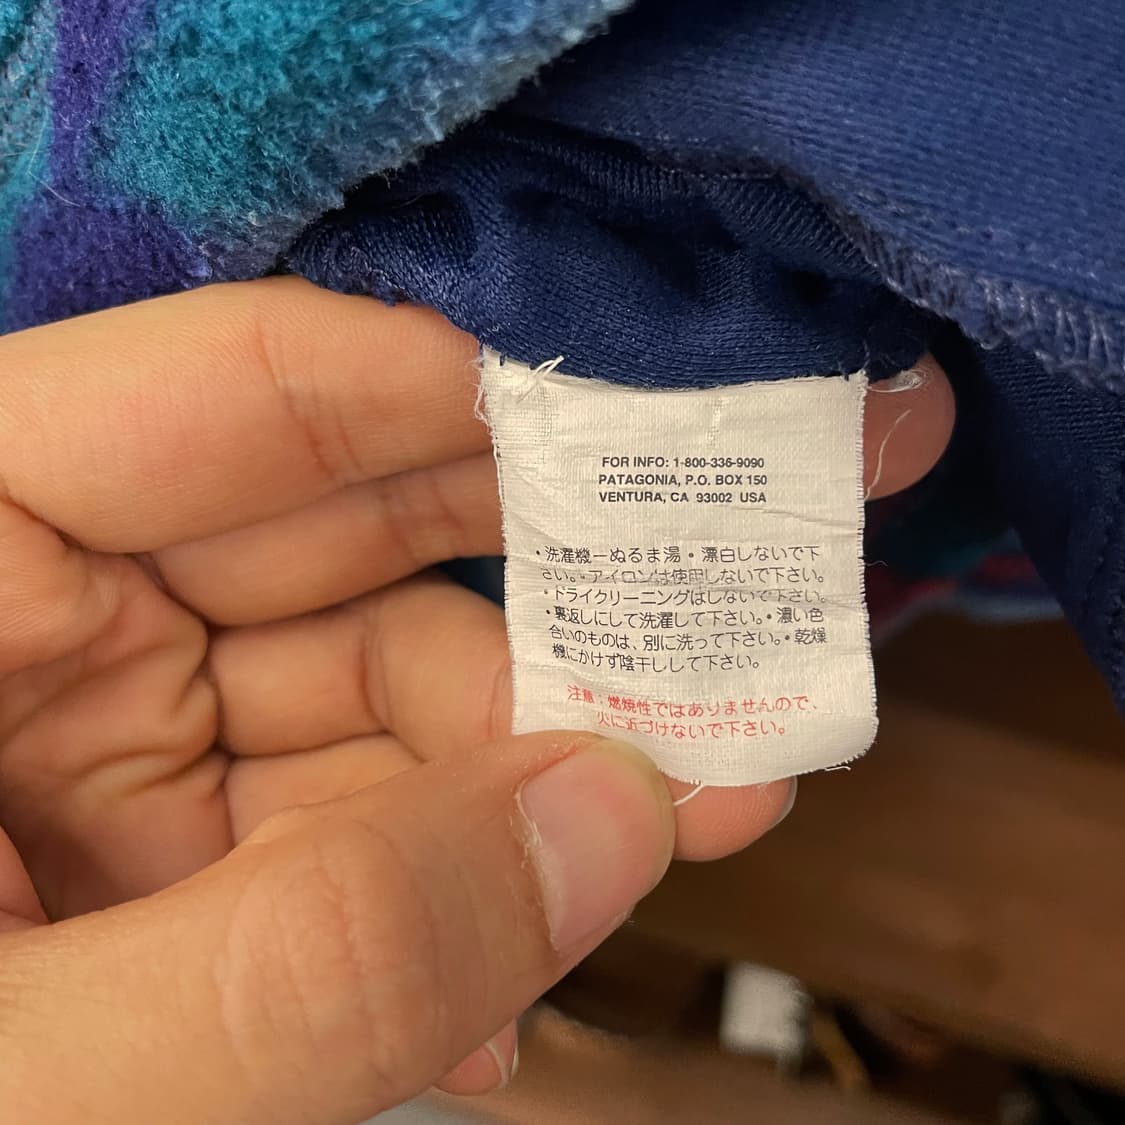 FOR INFO: 1-800-336-9090
PATAGONIA, P.O. BOX 150
VENTURA, CA 93002 USA
・洗濯機－ぬるま湯・漂白しないで下
さい。・アイロンは使用しないで下さい。
・ドライクリーニングはしないで下さい。
・裏返しにして洗濯して下さい。・濃い色
合いのものは、別に洗って下さい。・乾燥
機にかけず陰干しして下さい。
注意：燃焼性ではありませんので、
火に近づけないで下さい。